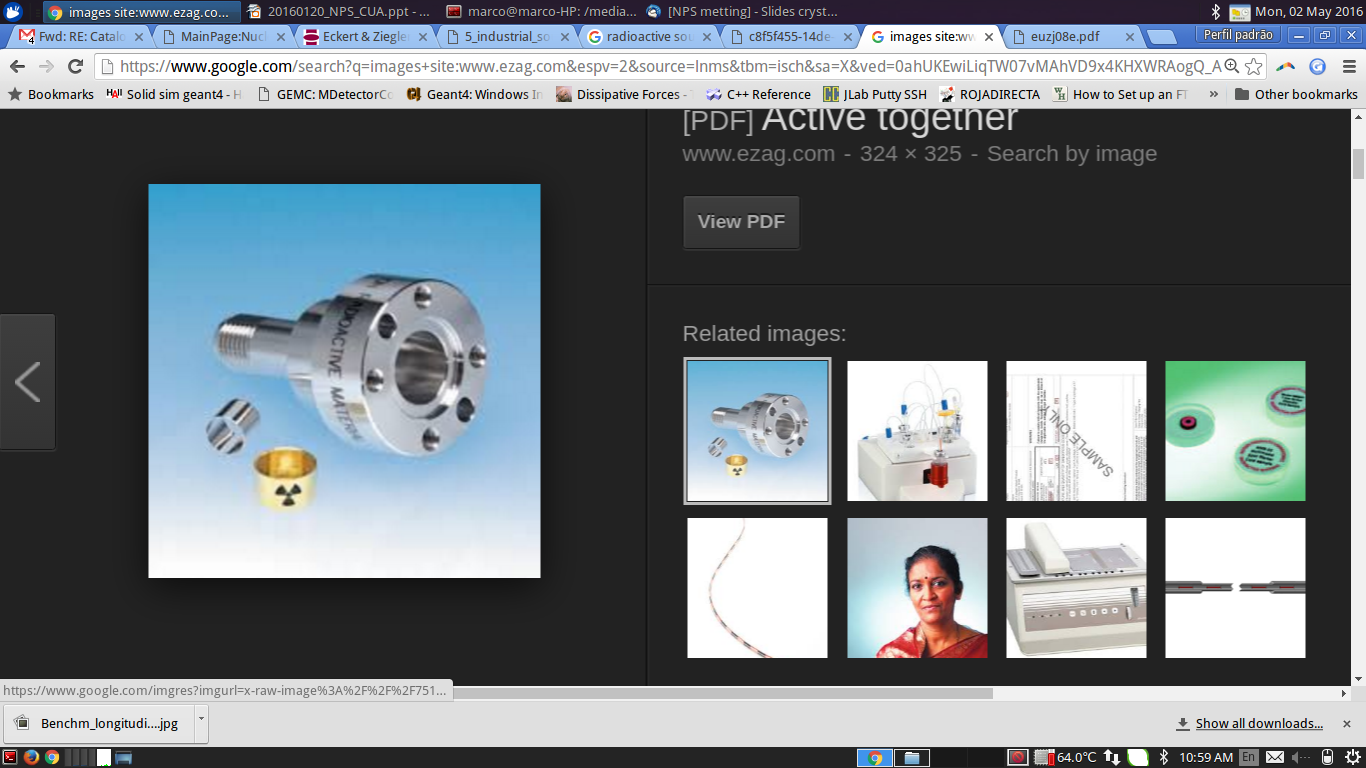 images site:www.ezag.co...
20160120_NPS_CUA.ppt - ...
marco@marco-HP: /media...
[NPS metting] - Slides cryst...
Mon, 02 May 2016
4
Fwd: RE: Catalo
MainPage:Nucl
Eckert & Ziegle
5_industrial_so
radioactive sou
c8f5f455-14de-
images site:ww
euzj08e.pdf
Perfil padrão
https://www.google.com/search?q=images+site:www.ezag.com&espv=2&source=lnms&tbm=isch&sa=X&ved=0ahUKEwiLiqTW07vMAhVD9x4KHXWRAogQ_A
Bookmarks
Solid sim geant4 - H
GEMC: MDetectorCo
Geant4: Windows In
Dissipative Forces -
C++ Reference
JLab Putty SSH
ROJADIRECTA
How to Set up an FT
»
Other bookmarks
[PDF] Active together
www.ezag.com - 324 × 325 - Search by image
View PDF
RADIOACTIVE MATERIAL
Related images:
SAMPLE ONL
https://www.google.com/imgres?imgurl=x-raw-image%3A%2F%2F%2F751...
Benchm_longitudi....jpg
Show all downloads...
64.0°C
10:59 AM
En